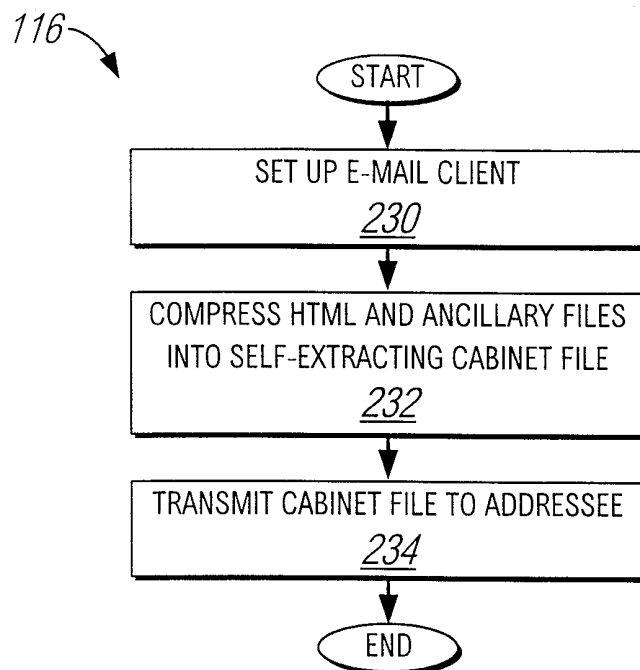 116
START
SET UP E-MAIL CLIENT
230
COMPRESS HTML AND ANCILLARY FILES
INTO SELF-EXTRACTING CABINET FILE
232
TRANSMIT CABINET FILE TO ADDRESSEE
234
END